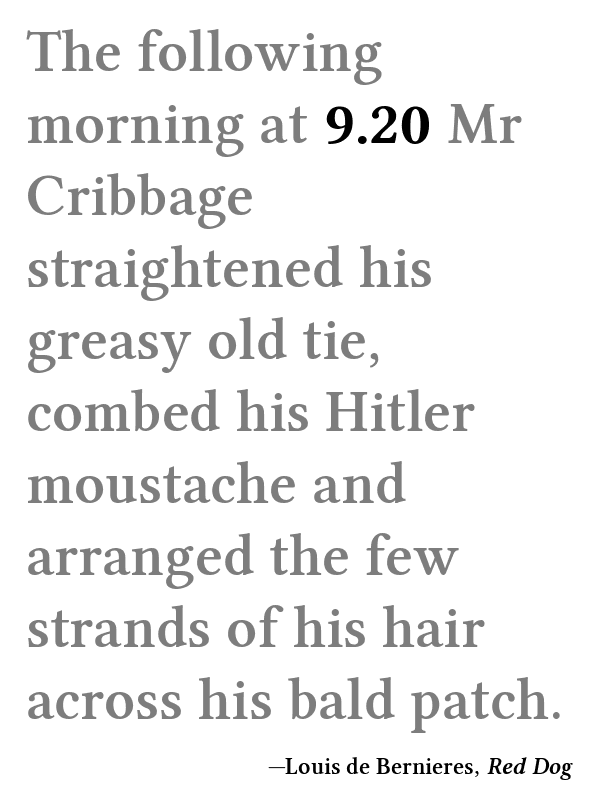 The following
morning at 9.20 Mr
Cribbage
straightened his
greasy old tie,
combed his Hitler
moustache and
arranged the few
strands of his hair
across his bald patch.
—Louis de Bernieres, Red Dog